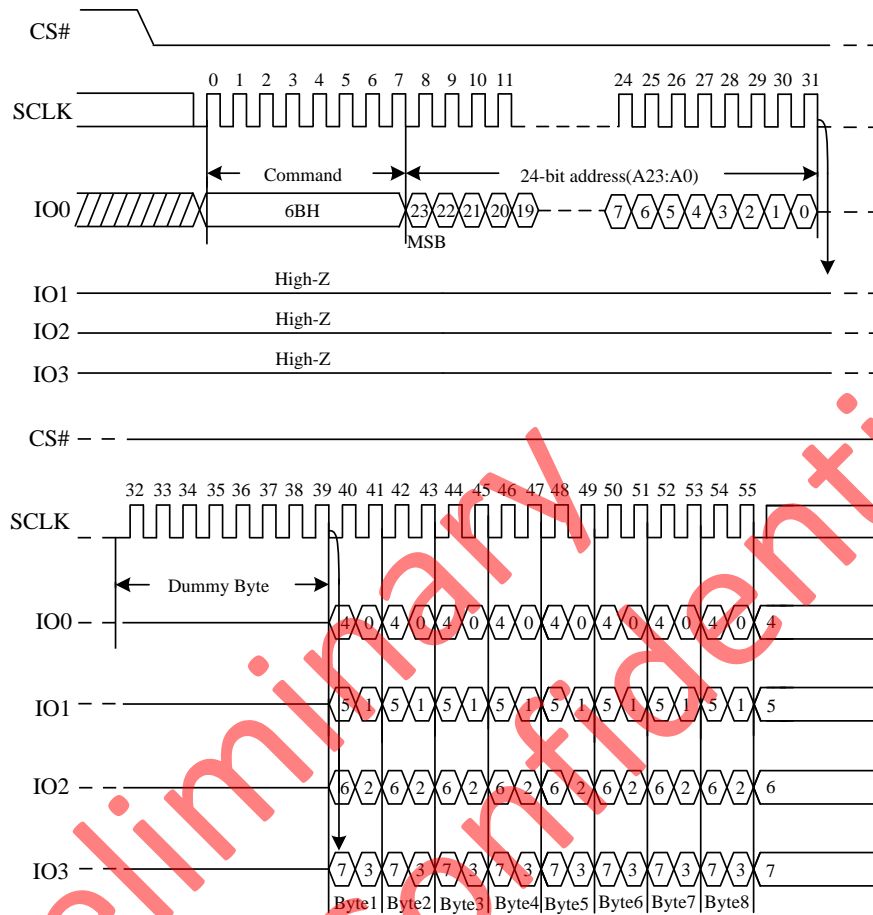 CS#
0 1 2 3 4 5 6 7 8 9 10 11 24 25 26 27 28 29 30 31
SCLK
Command 24-bit address(A23:A0)
IO0 6BH 23 22 21 20 19 7 6 5 4 3 2 1 0
MSB
High-Z
IO1
High-Z
IO2
High-Z
IO3
CS#
32 33 34 35 36 37 38 39 40 41 42 43 44 45 46 47 48 49 50 51 52 53 54 55
SCLK
Dummy Byte
IO0 4 0 4 0 4 0 4 0 4 0 4 0 4 0 4 0 4
IO1 5 1 5 1 5 1 5 1 5 1 5 1 5 1 5 1 5
IO2 6 2 6 2 6 2 6 2 6 2 6 2 6 2 6 2 6
IO3 7 3 7 3 7 3 7 3 7 3 7 3 7 3 7 3 7
Byte1 Byte2 Byte3 Byte4 Byte5 Byte6 Byte7 Byte8
eliminary
confidenti